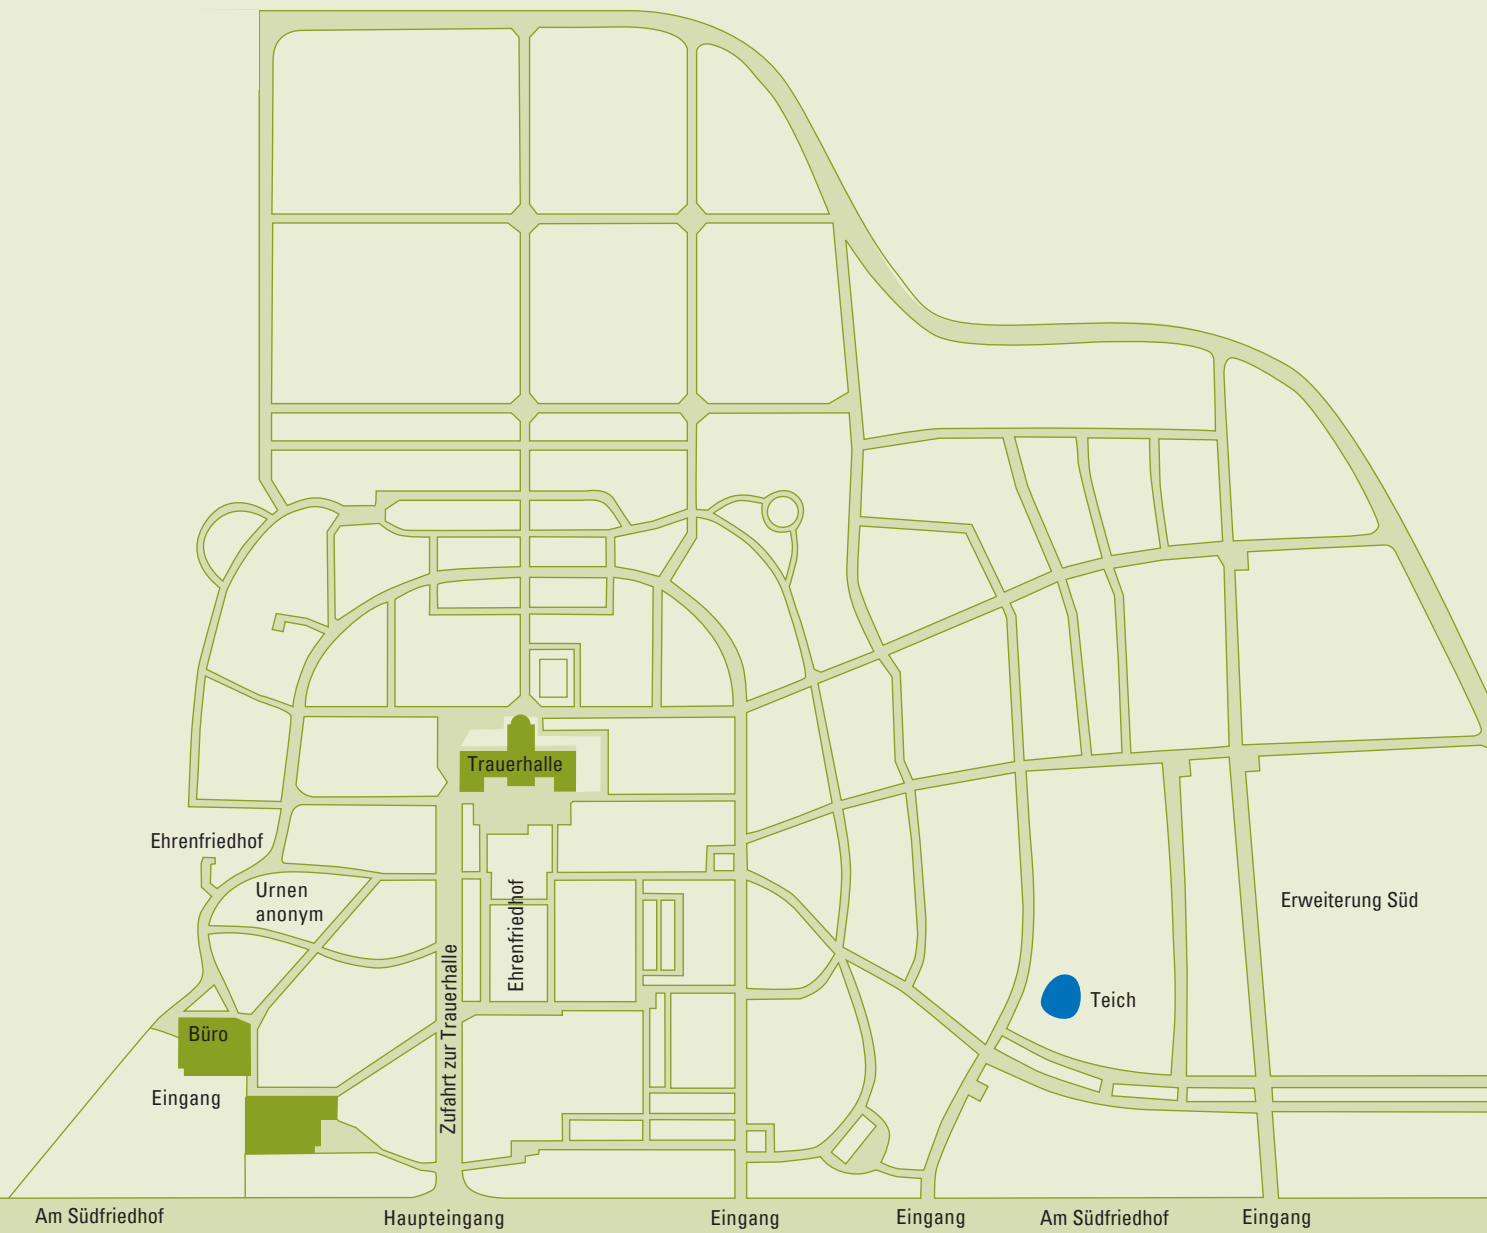 Trauerhalle
Ehrenfriedhof
Urnen
anonym
Ehrenfriedhof
Erweiterung Süd
Zufahrt zur Trauerhalle
Teich
Büro
Eingang
Am Südfriedhof
Haupteingang
Eingang
Eingang
Am Südfriedhof
Eingang